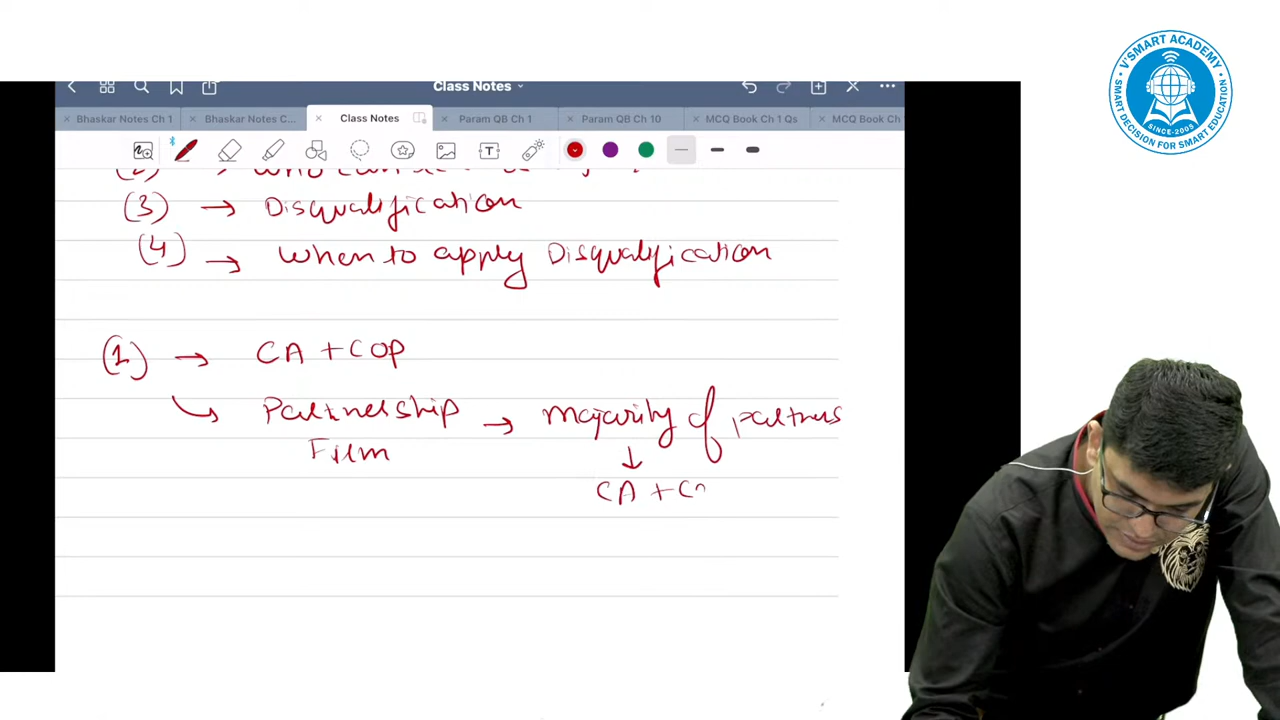 V'SMART ACADEMY
SMART DECISION FOR SMART EDUCATION
SINCE-2005
Class Notes
Bhaskar Notes Ch 1
Bhaskar Notes C...
Class Notes
Param QB Ch 1
Param QB Ch 10
MCQ Book Ch 1 Qs
MCQ Book Ch
(3) → Disqualification
(4) → When to apply Disqualification
(1) → CA + COP
→ Partnership → majority of partners
Firm ↓
CA + C